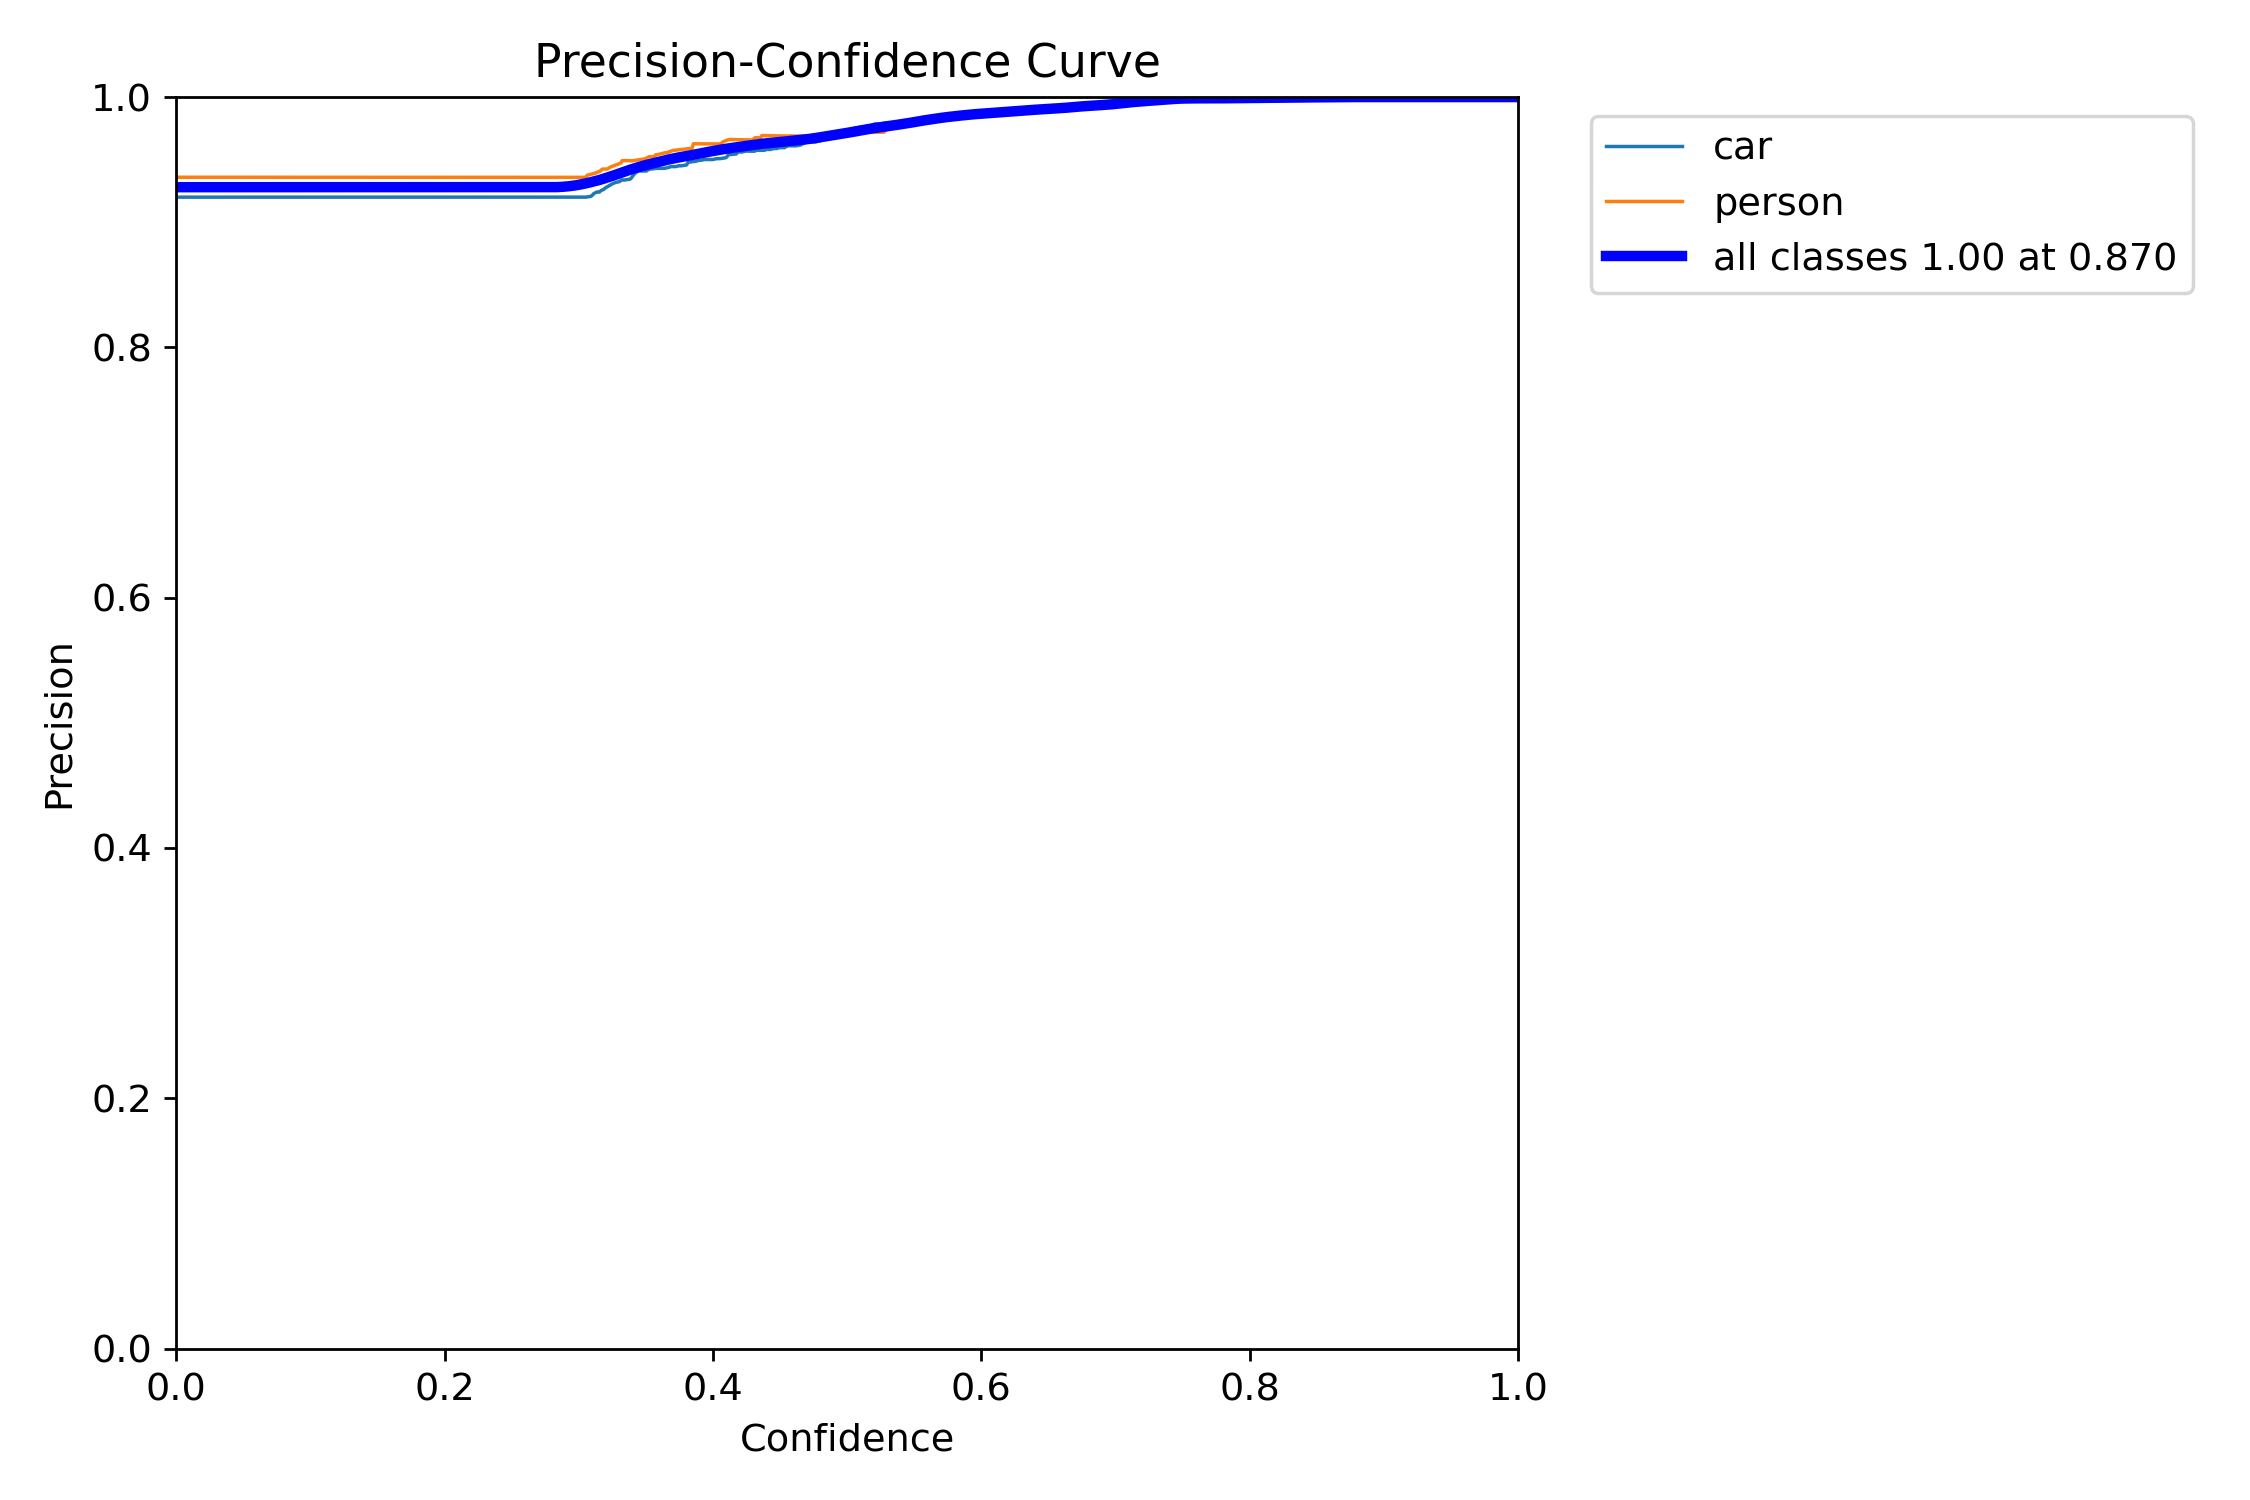 Precision-Confidence Curve
1.0
0.8
0.6
0.4
0.2
0.0
Precision
0.0 0.2 0.4 0.6 0.8 1.0
Confidence
car
person
all classes 1.00 at 0.870